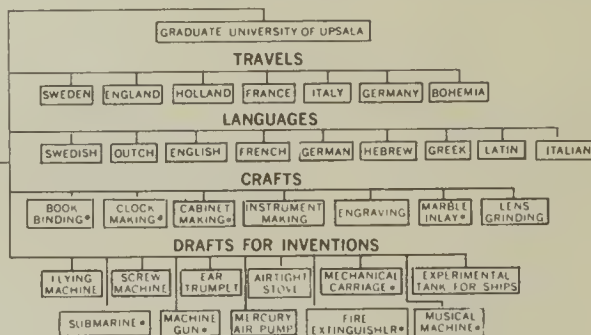 GRADUATE UNIVERSITY OF UPSALA
TRAVELS
SWEDEN ENGLAND HOLLAND FRANCE ITALY GERMANY BOHEMIA
LANGUAGES
SWEDISH DUTCH ENGLISH FRENCH GERMAN HEBREW GREEK LATIN ITALIAN
CRAFTS
BOOK CLOCK CABINET INSTRUMENT ENGRAVING MARBLE LENS
BINDING• MAKING• MAKING• MAKING INLAY• GRINDING
DRAFTS FOR INVENTIONS
FLYING SCREW EAR AIRTIGHT MECHANICAL EXPERIMENTAL
MACHINE MACHINE TRUMPET STOVE CARRIAGE• TANK FOR SHIPS
SUBMARINE• MACHINE MERCURY FIRE MUSICAL
GUN• AIR PUMP EXTINGUISHER• MACHINE•